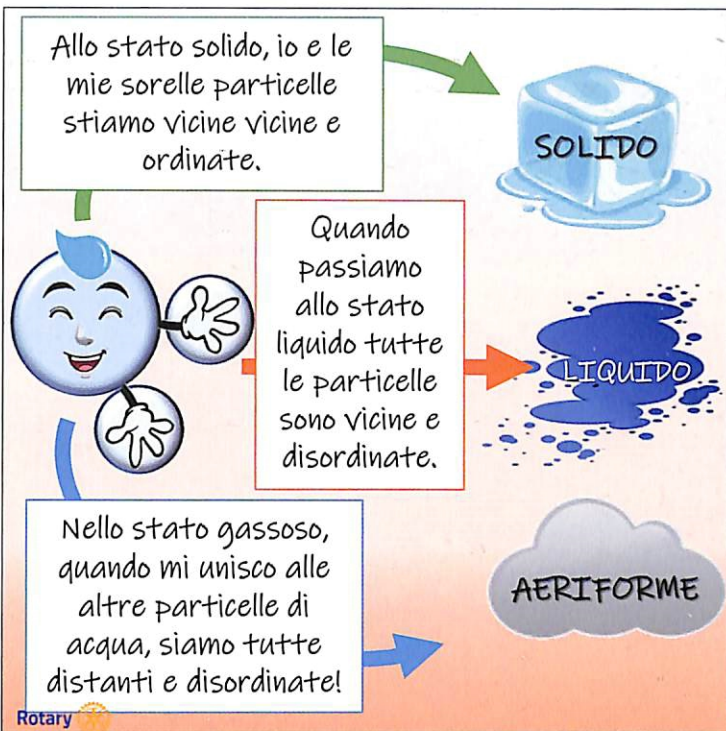 Allo stato solido, io e le
mie sorelle particelle
stiamo vicine vicine e
ordinate.
SOLIDO
Quando
passiamo
allo stato
liquido tutte
le particelle
sono vicine e
disordinate.
LIQUIDO
Nello stato gassoso,
quando mi unisco alle
altre particelle di
acqua, siamo tutte
distanti e disordinate!
AERIFORME
Rotary